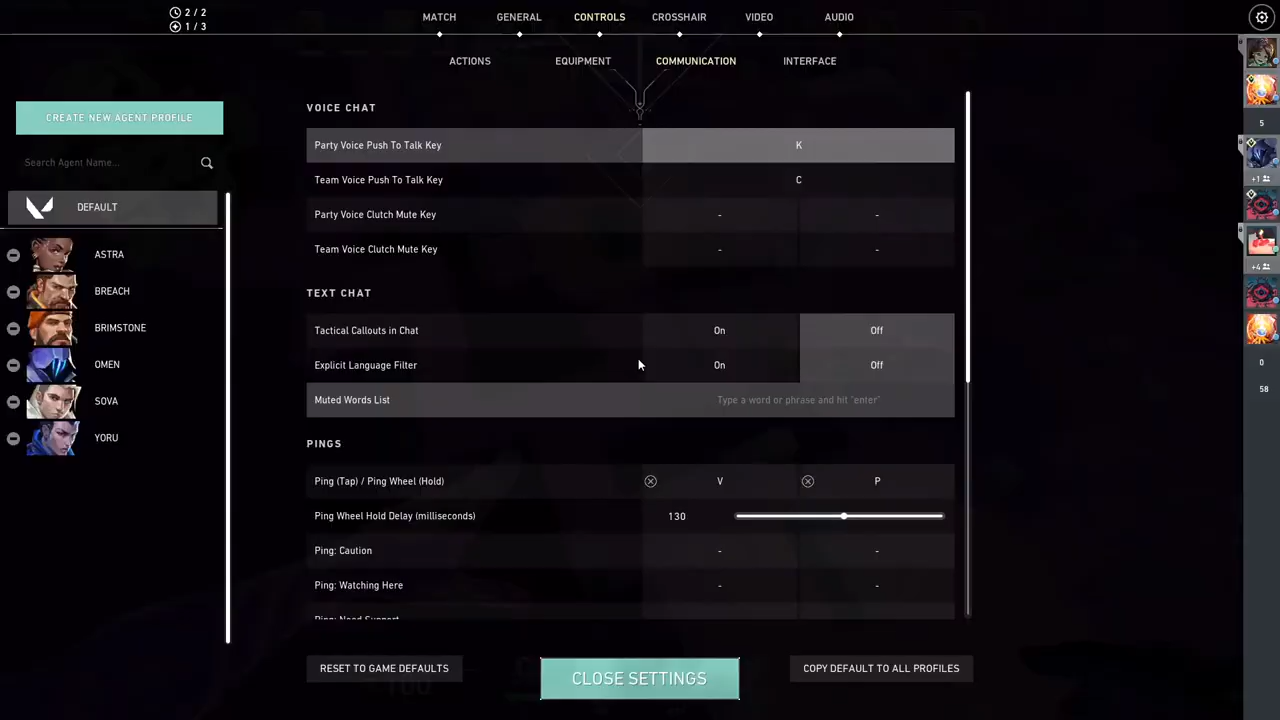 2 / 2
1 / 3
MATCH GENERAL CONTROLS CROSSHAIR VIDEO AUDIO
ACTIONS EQUIPMENT COMMUNICATION INTERFACE
CREATE NEW AGENT PROFILE
Search Agent Name...
DEFAULT
ASTRA
BREACH
BRIMSTONE
OMEN
SOVA
YORU
VOICE CHAT
Party Voice Push To Talk Key K
Team Voice Push To Talk Key C
Party Voice Clutch Mute Key - -
Team Voice Clutch Mute Key - -
TEXT CHAT
Tactical Callouts in Chat On Off
Explicit Language Filter On Off
Muted Words List Type a word or phrase and hit "enter"
PINGS
Ping (Tap) / Ping Wheel (Hold) V P
Ping Wheel Hold Delay (milliseconds) 130
Ping: Caution - -
Ping: Watching Here - -
Ping: Need Support
RESET TO GAME DEFAULTS
CLOSE SETTINGS
COPY DEFAULT TO ALL PROFILES
5
+1
+4
0
58